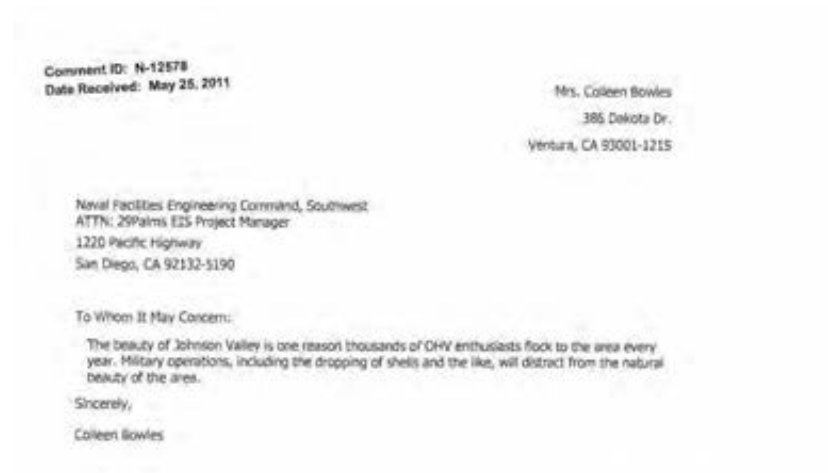 Comment ID: N-12578
Date Received: May 25, 2011
Mrs. Colleen Bowles
386 Dakota Dr.
Ventura, CA 93001-1215
Naval Facilities Engineering Command, Southwest
ATTN: 29Palms EIS Project Manager
1220 Pacific Highway
San Diego, CA 92132-5190
To Whom It May Concern:
The beauty of Johnson Valley is one reason thousands of OHV enthusiasts flock to the area every
year. Military operations, including the dropping of shells and the like, will distract from the natural
beauty of the area.
Sincerely,
Colleen Bowles